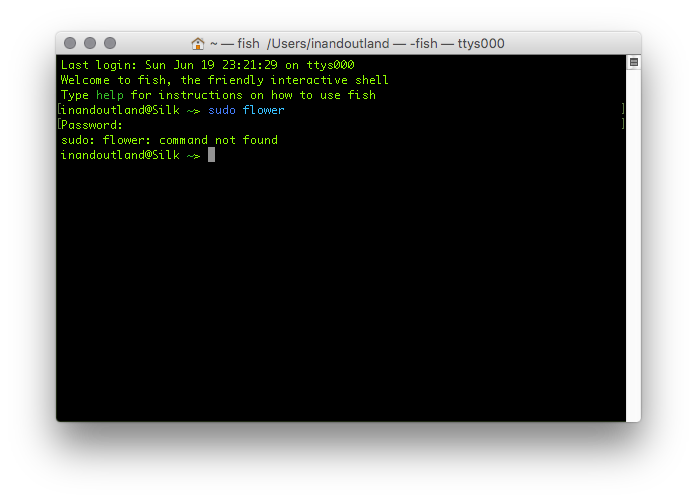 ~ — fish /Users/inandoutland — -fish — ttys000
Last login: Sun Jun 19 23:21:29 on ttys000
Welcome to fish, the friendly interactive shell
Type help for instructions on how to use fish
[inandoutland@Silk ~> sudo flower ]
[Password: ]
sudo: flower: command not found
inandoutland@Silk ~>